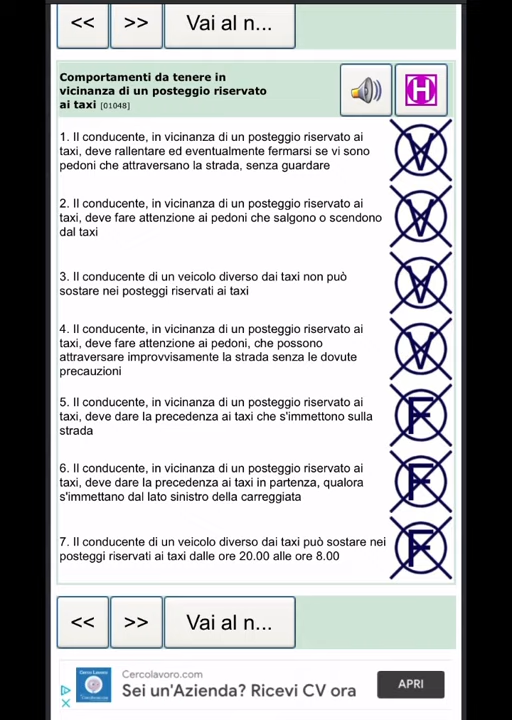 << >> Vai al n...
Comportamenti da tenere in
vicinanza di un posteggio riservato
ai taxi [01048]
H
1. Il conducente, in vicinanza di un posteggio riservato ai
taxi, deve rallentare ed eventualmente fermarsi se vi sono
pedoni che attraversano la strada, senza guardare
V
2. Il conducente, in vicinanza di un posteggio riservato ai
taxi, deve fare attenzione ai pedoni che salgono o scendono
dal taxi
V
3. Il conducente di un veicolo diverso dai taxi non può
sostare nei posteggi riservati ai taxi
V
4. Il conducente, in vicinanza di un posteggio riservato ai
taxi, deve fare attenzione ai pedoni, che possono
attraversare improvvisamente la strada senza le dovute
precauzioni
V
5. Il conducente, in vicinanza di un posteggio riservato ai
taxi, deve dare la precedenza ai taxi che s'immettono sulla
strada
F
6. Il conducente, in vicinanza di un posteggio riservato ai
taxi, deve dare la precedenza ai taxi in partenza, qualora
s'immettano dal lato sinistro della carreggiata
F
7. Il conducente di un veicolo diverso dai taxi può sostare nei
posteggi riservati ai taxi dalle ore 20.00 alle ore 8.00
F
<< >> Vai al n...
Cercolavoro.com
Sei un'Azienda? Ricevi CV ora
APRI